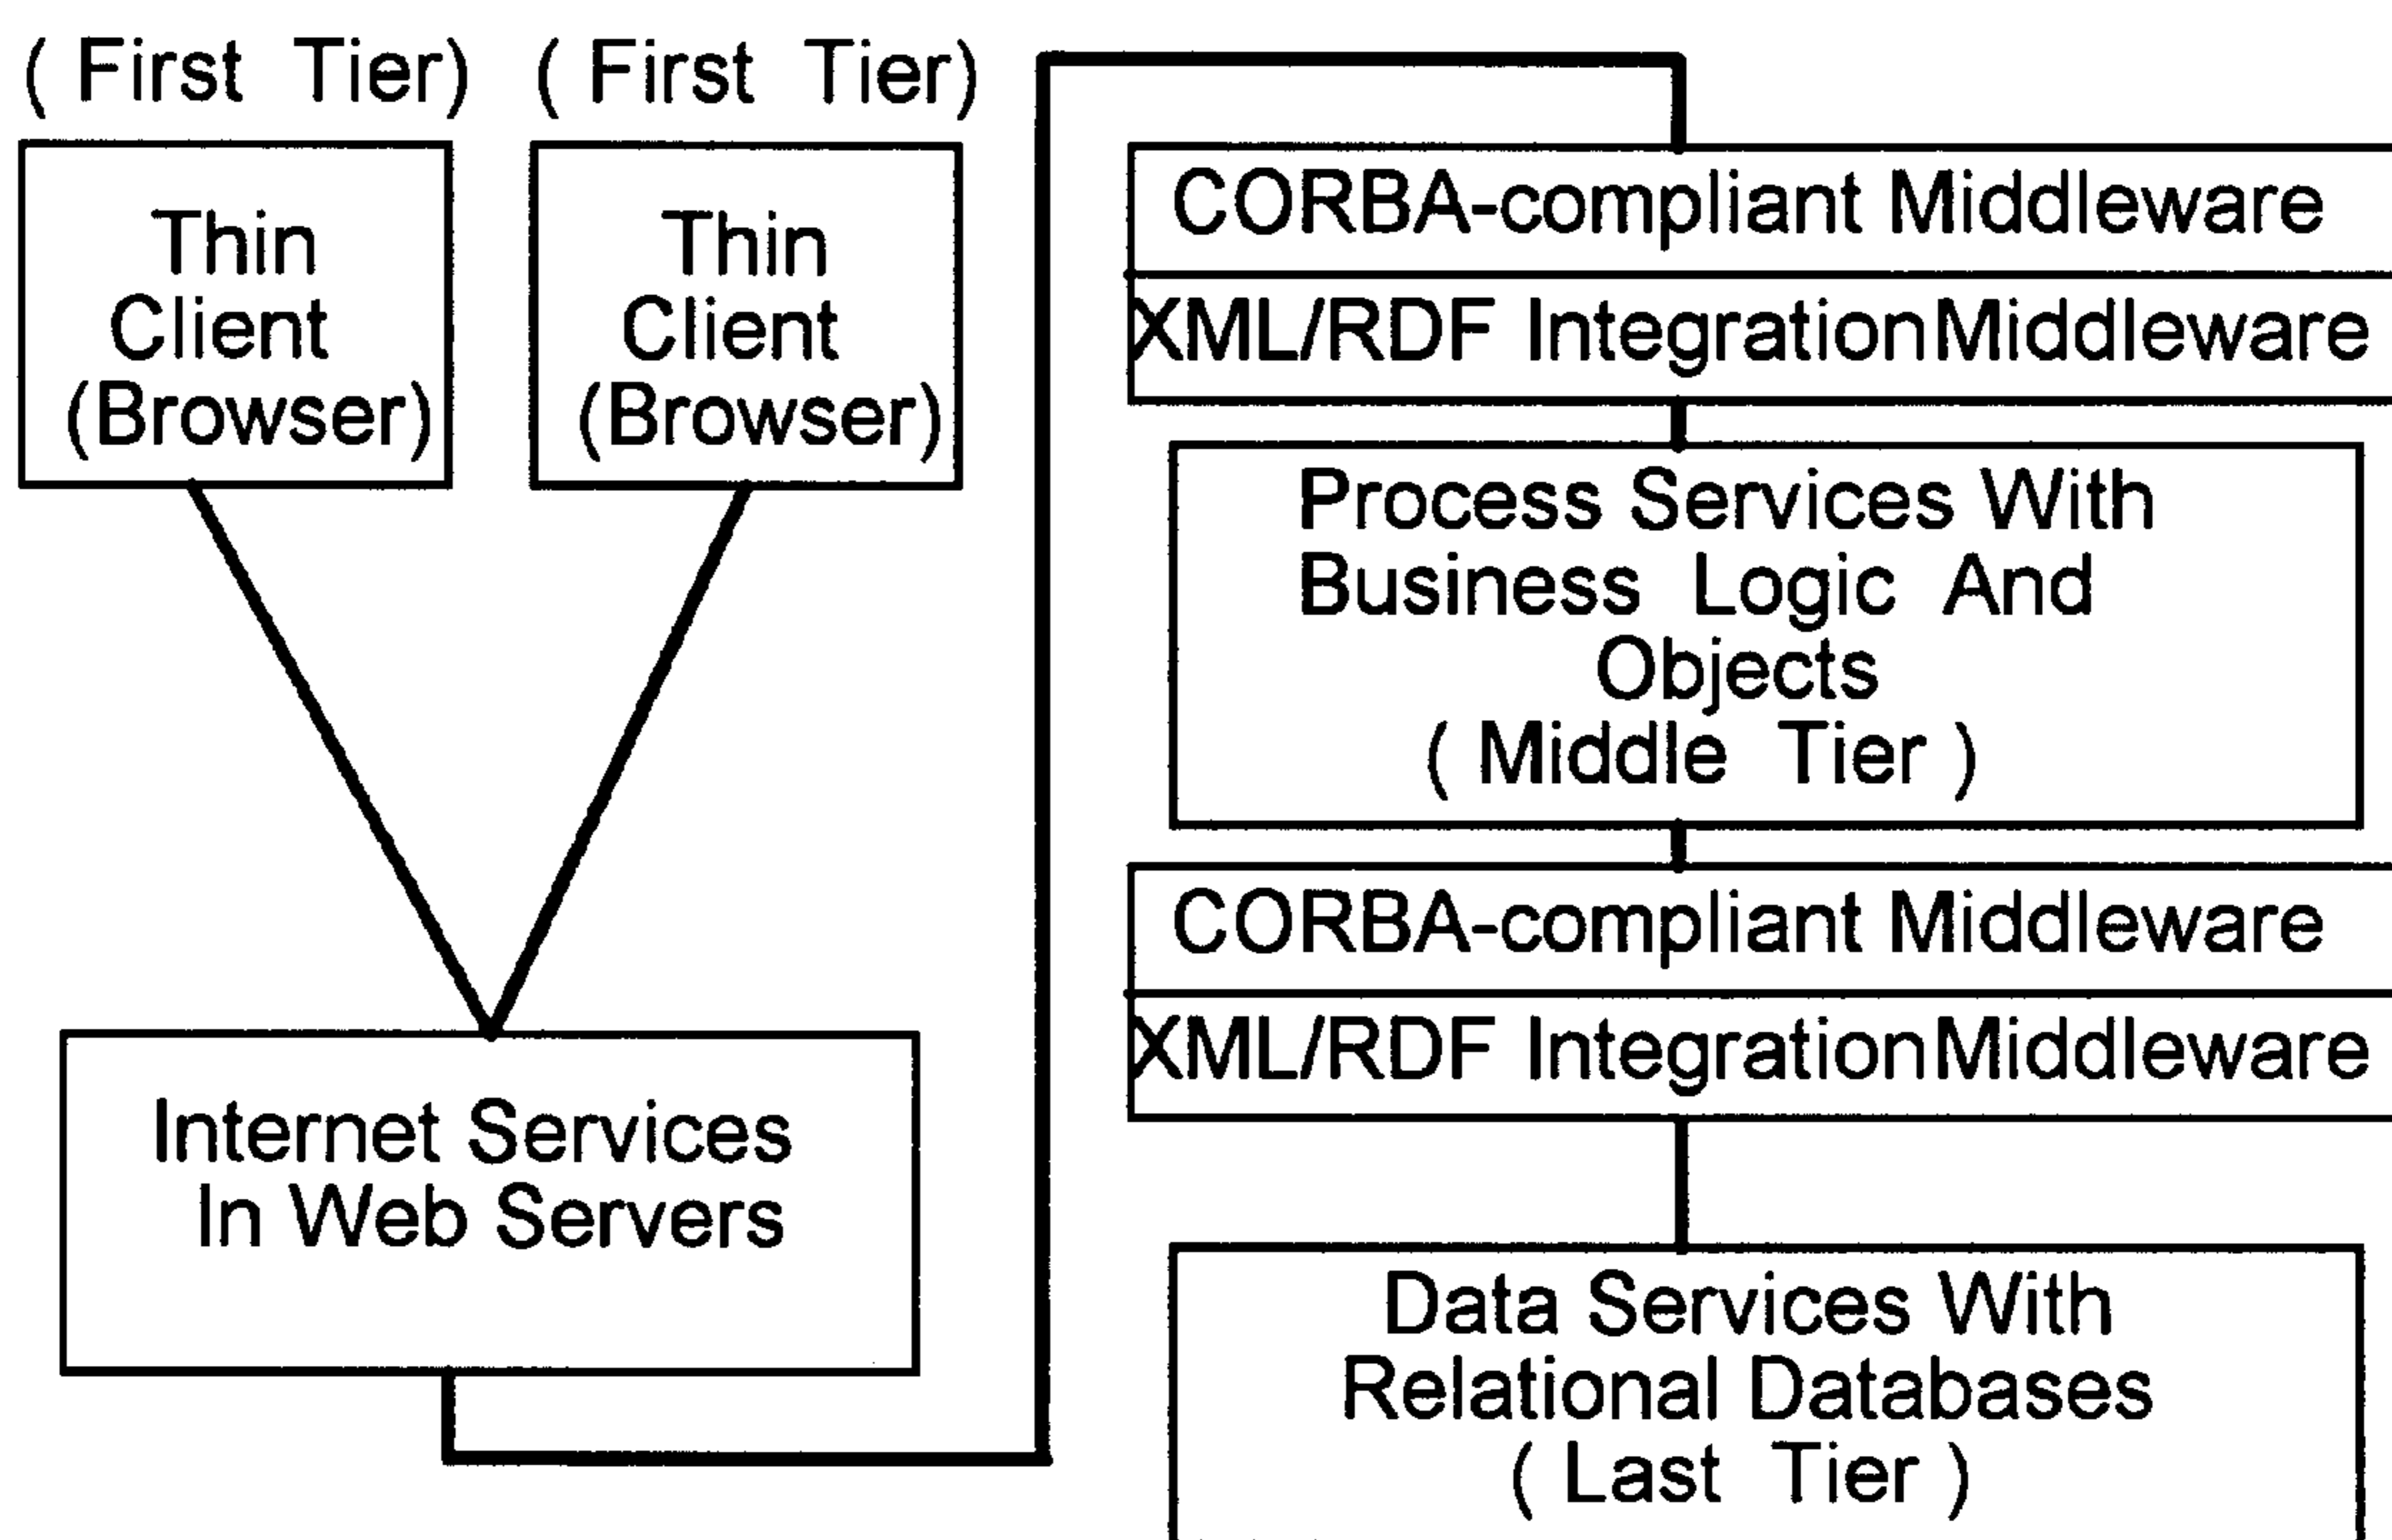 ( First Tier)
( First Tier)
Thin
Client
(Browser)
Thin
Client
(Browser)
Internet Services
In Web Servers
CORBA-compliant Middleware
XML/RDF Integration Middleware
Process Services With
Business Logic And
Objects
( Middle Tier )
CORBA-compliant Middleware
XML/RDF Integration Middleware
Data Services With
Relational Databases
( Last Tier )